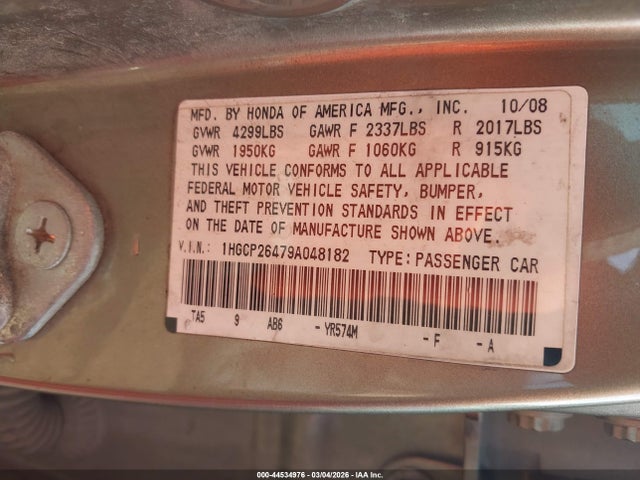 MFD. BY HONDA OF AMERICA MFG., INC. 10/08
GVWR 4299LBS GAWR F 2337LBS R 2017LBS
GVWR 1950KG GAWR F 1060KG R 915KG
THIS VEHICLE CONFORMS TO ALL APPLICABLE
FEDERAL MOTOR VEHICLE SAFETY, BUMPER,
AND THEFT PREVENTION STANDARDS IN EFFECT
ON THE DATE OF MANUFACTURE SHOWN ABOVE.
V.I.N.: 1HGCP26479A048182 TYPE: PASSENGER CAR
TA5 9 AB6 - YR574M - F - A
000-44534976 - 03/04/2026 - IAA Inc.